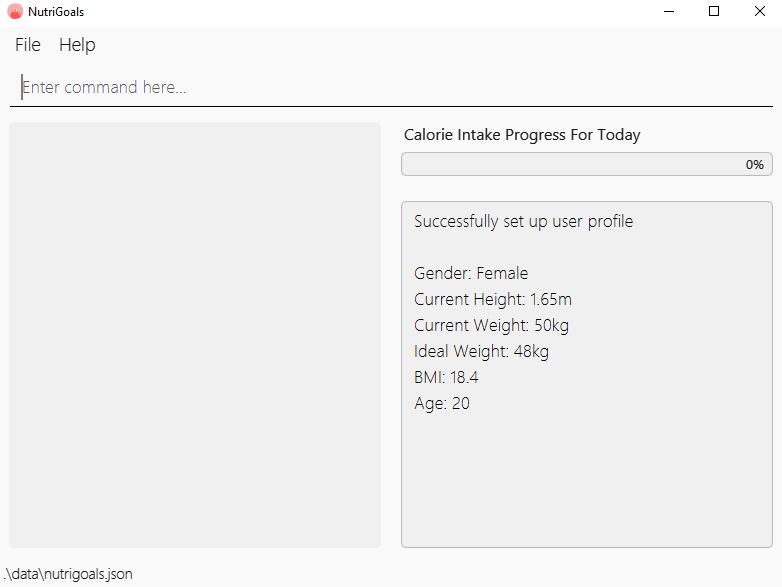 NutriGoals
File Help
Enter command here...
Calorie Intake Progress For Today
0%
Successfully set up user profile
Gender: Female
Current Height: 1.65m
Current Weight: 50kg
Ideal Weight: 48kg
BMI: 18.4
Age: 20
.\data\nutrigoals.json